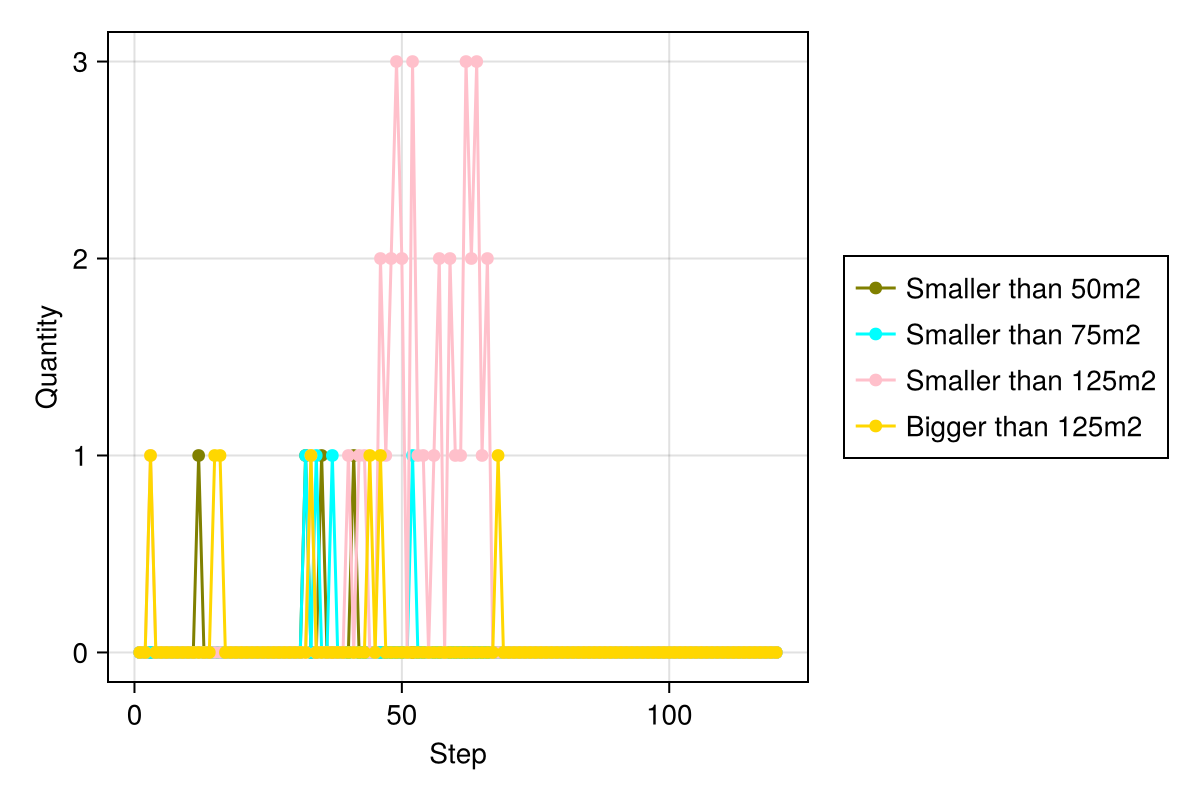 3
2
1
0
Quantity
0 50 100
Step
Smaller than 50m2
Smaller than 75m2
Smaller than 125m2
Bigger than 125m2